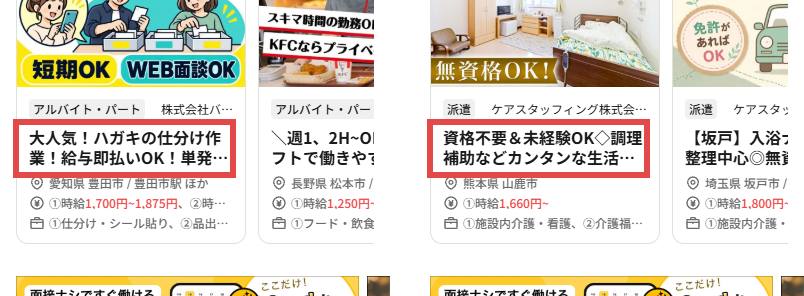 短期OK
WEB面談OK
アルバイト・パート
株式会社バ…
大人気！ハガキの仕分け作
業！給与即払いOK！単発…
愛知県 豊田市 / 豊田市駅 ほか
①時給1,700円~1,875円、②時…
①仕分け・シール貼り、②品出…
スキマ時間の勤務O
KFCならプライベ
アルバイト・パー
＼週1、2H~O
フトで働きやす
長野県 松本市 /
①時給1,250円~
①フード・飲食
無資格OK!
派遣
ケアスタッフィング株式会…
資格不要＆未経験OK◇調理
補助などカンタンな生活…
熊本県 山鹿市
①時給1,660円~
①施設内介護・看護、②介護福…
免許が
あれば
OK
派遣
ケアスタッ
【坂戸】入浴ナ
整理中心◎無資
埼玉県 坂戸市 /
①時給1,800円~
①施設内介護・
面接ナシですぐ働ける
ここだけ!
面接ナシですぐ働ける
ここだけ!